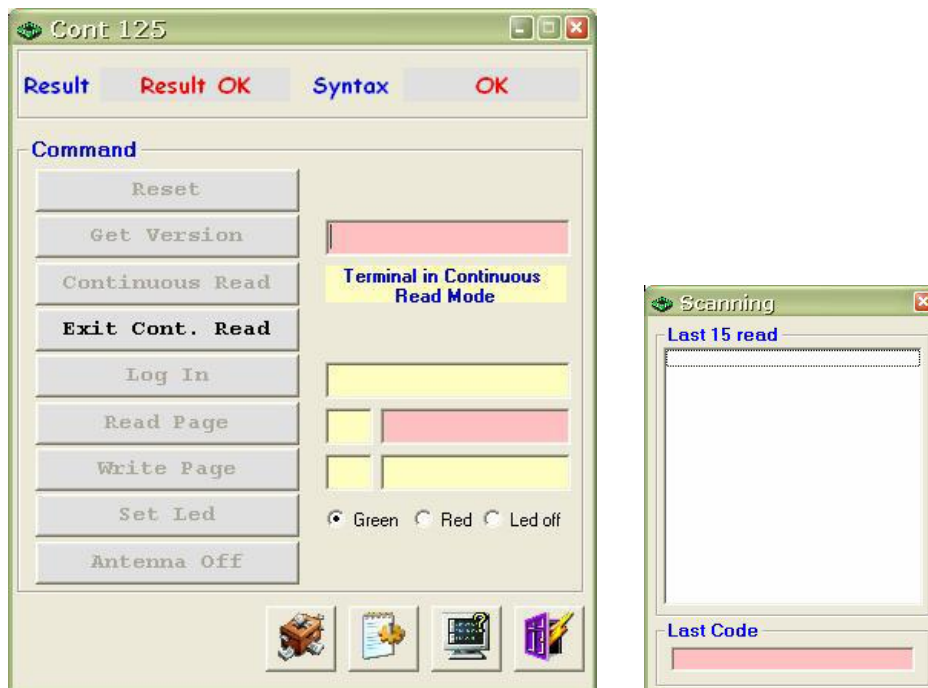 Cont 125
Result Result OK Syntax OK
Command
Reset
Get Version
Continuous Read
Terminal in Continuous
Read Mode
Exit Cont. Read
Log In
Read Page
Write Page
Set Led
Green Red Led off
Antenna Off
Scanning
Last 15 read
Last Code